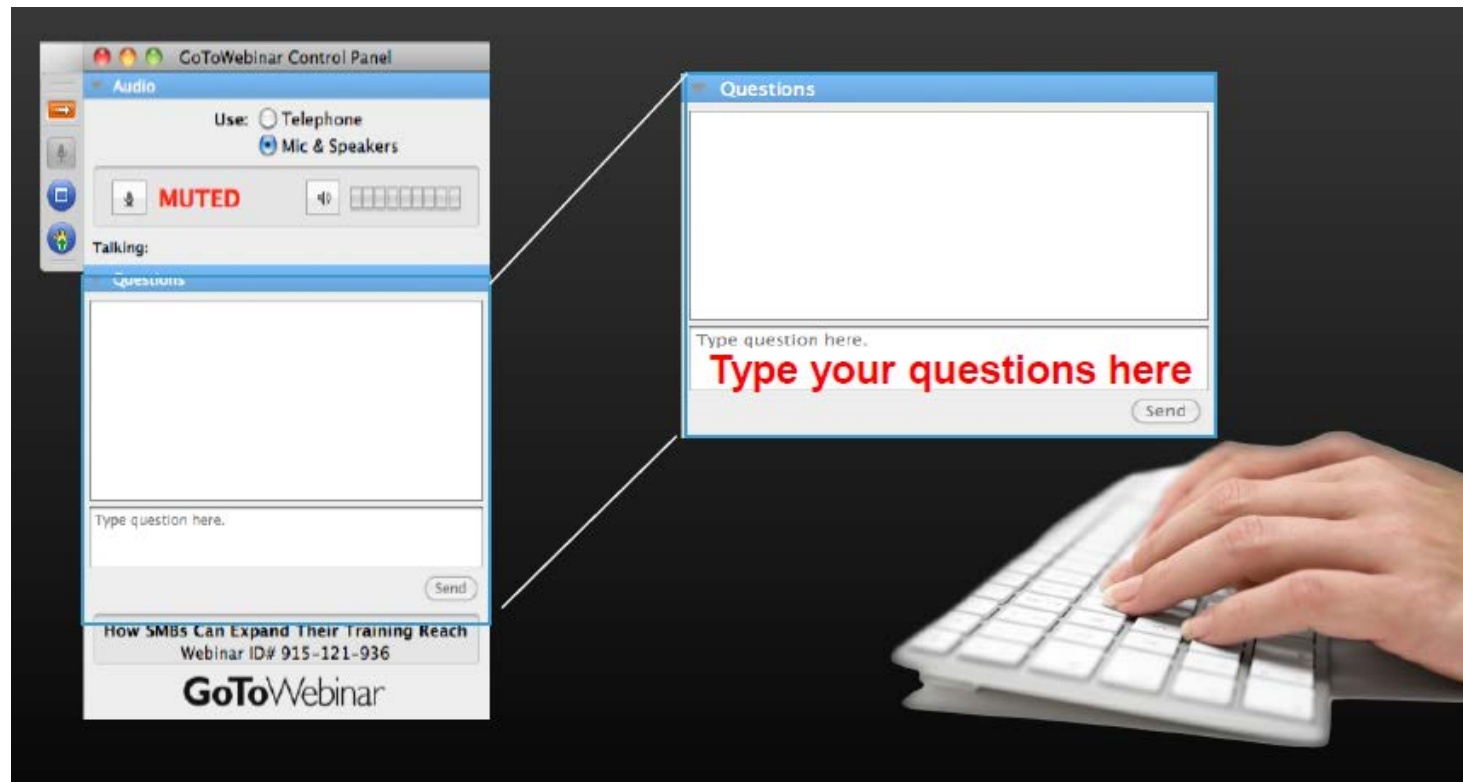 GoToWebinar Control Panel
Audio
Use: Telephone
Mic & Speakers
MUTED
Talking:
Questions
Type question here.
Send
How SMBs Can Expand Their Training Reach
Webinar ID# 915-121-936
GoToWebinar
Questions
Type question here.
Type your questions here
Send